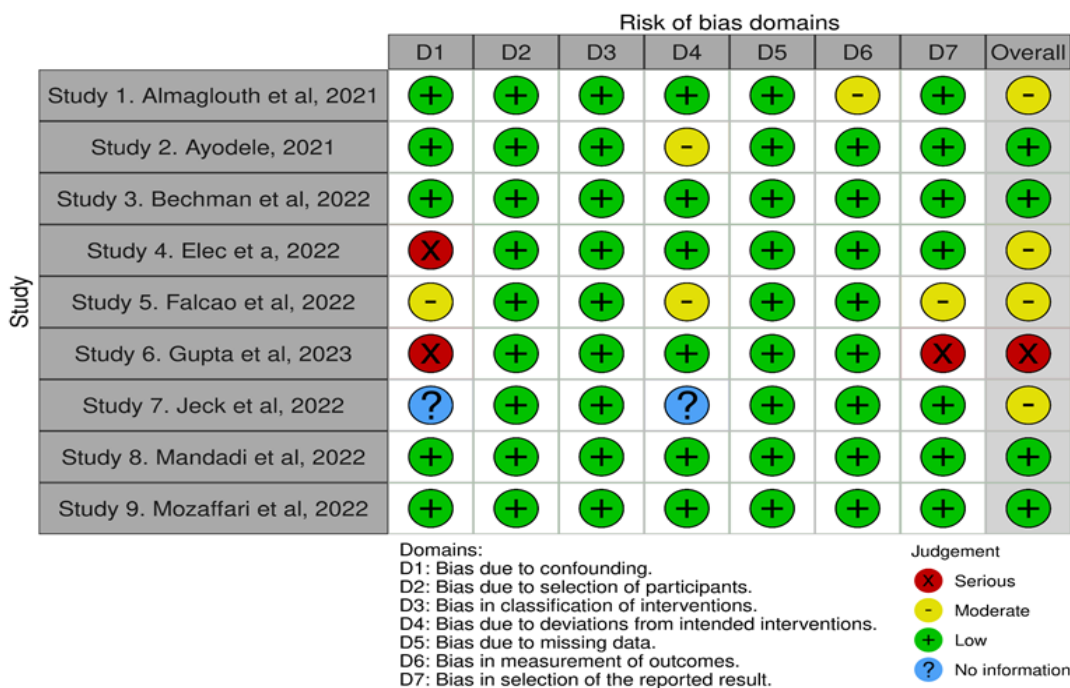 Risk of bias domains
D1 D2 D3 D4 D5 D6 D7 Overall
Study
Study 1. Almaglouth et al, 2021 + + + + + - + -
Study 2. Ayodele, 2021 + + + - + + + +
Study 3. Bechman et al, 2022 + + + + + + + +
Study 4. Elec et a, 2022 X + + + + + + -
Study 5. Falcao et al, 2022 - + + - + + - -
Study 6. Gupta et al, 2023 X + + + + + X X
Study 7. Jeck et al, 2022 ? + + ? + + + -
Study 8. Mandadi et al, 2022 + + + + + + + +
Study 9. Mozaffari et al, 2022 + + + + + + + +
Domains:
D1: Bias due to confounding.
D2: Bias due to selection of participants.
D3: Bias in classification of interventions.
D4: Bias due to deviations from intended interventions.
D5: Bias due to missing data.
D6: Bias in measurement of outcomes.
D7: Bias in selection of the reported result.
Judgement
X Serious
- Moderate
+ Low
? No information